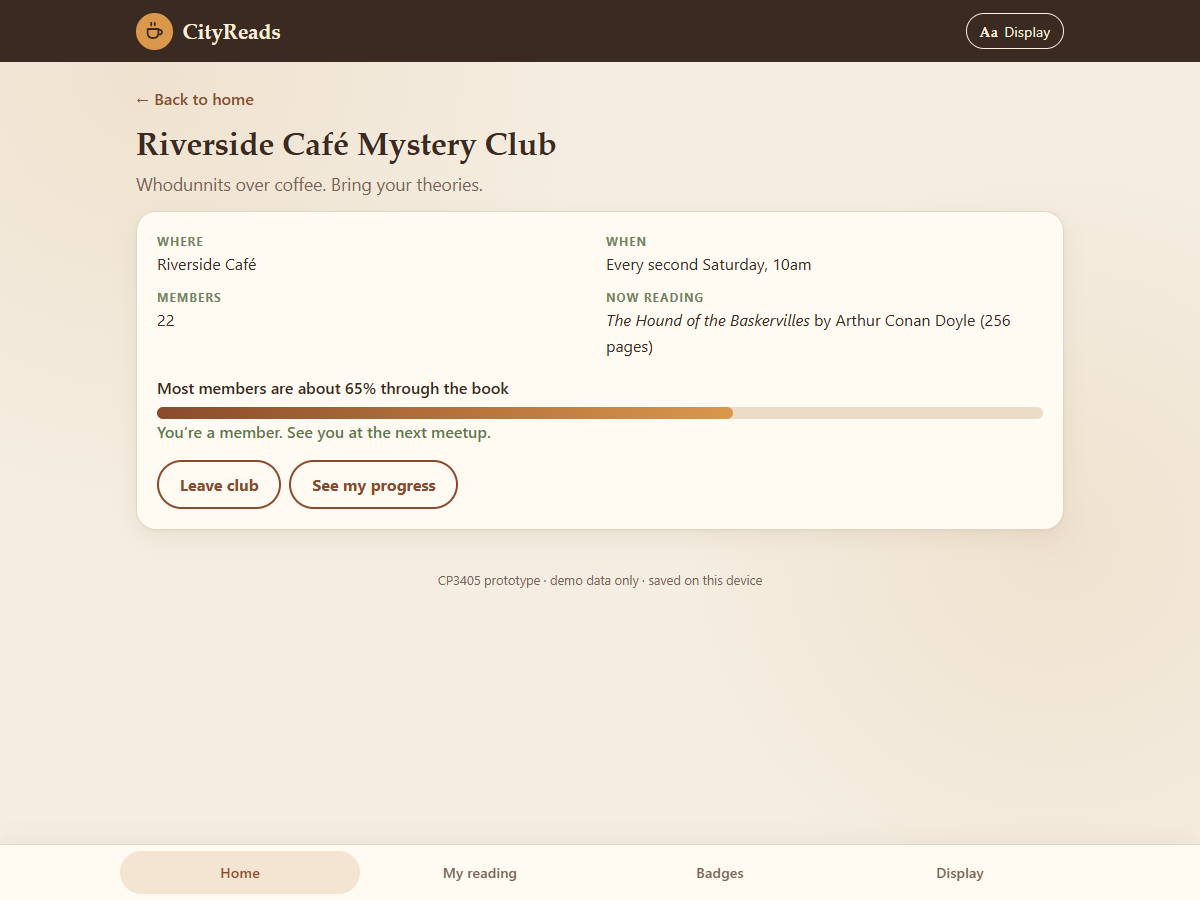 CityReads
Aa Display
← Back to home
Riverside Café Mystery Club
Whodunnits over coffee. Bring your theories.
WHERE
Riverside Café
WHEN
Every second Saturday, 10am
MEMBERS
22
NOW READING
The Hound of the Baskervilles by Arthur Conan Doyle (256
pages)
Most members are about 65% through the book
You’re a member. See you at the next meetup.
Leave club
See my progress
CP3405 prototype · demo data only · saved on this device
Home
My reading
Badges
Display